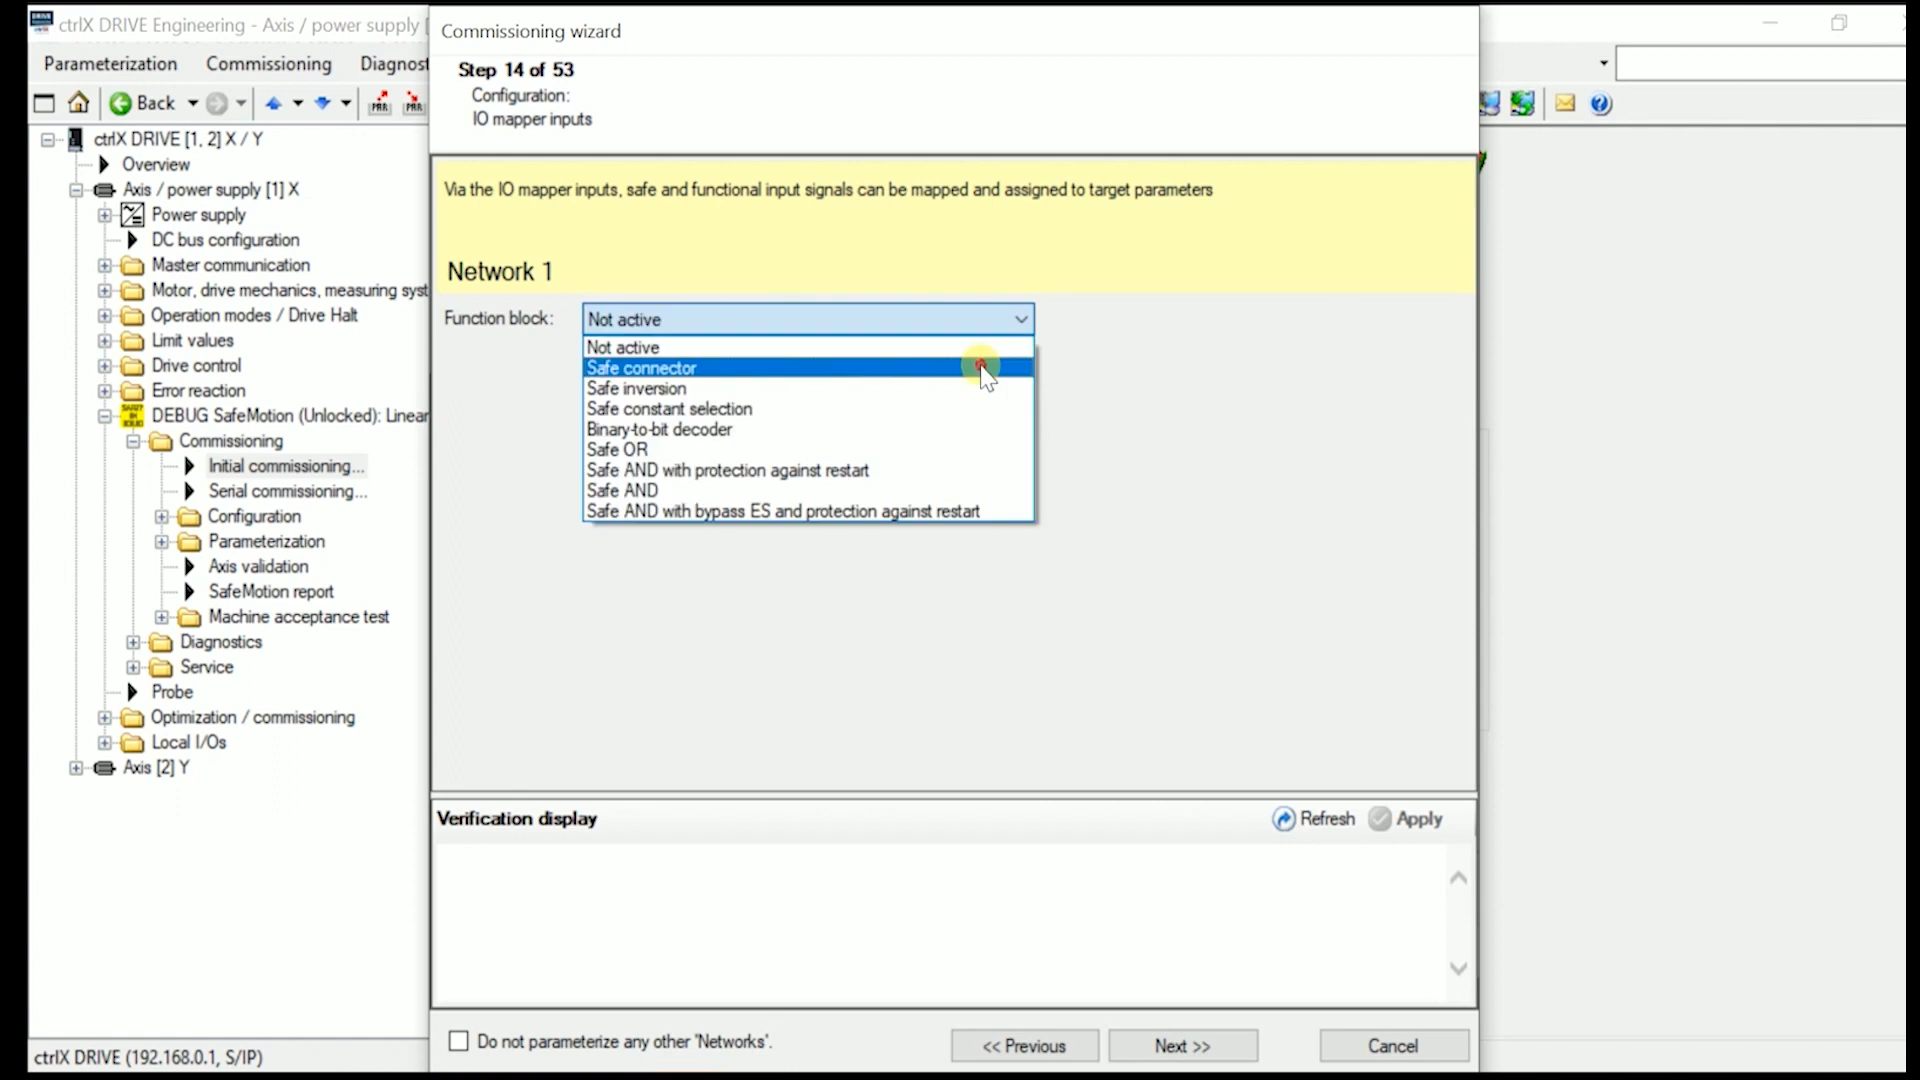 ctrlX DRIVE Engineering - Axis / power supply [
Commissioning wizard
Parameterization Commissioning Diagnost
Step 14 of 53
Configuration:
IO mapper inputs
Back
PAR PAR
ctrlX DRIVE [1, 2] X / Y
Overview
Axis / power supply [1] X
Power supply
DC bus configuration
Master communication
Motor, drive mechanics, measuring syst
Operation modes / Drive Halt
Limit values
Drive control
Error reaction
DEBUG SafeMotion (Unlocked): Linear
Commissioning
Initial commissioning...
Serial commissioning...
Configuration
Parameterization
Axis validation
SafeMotion report
Machine acceptance test
Diagnostics
Service
Probe
Optimization / commissioning
Local I/Os
Axis [2] Y
Via the IO mapper inputs, safe and functional input signals can be mapped and assigned to target parameters
Network 1
Function block:
Not active
Not active
Safe connector
Safe inversion
Safe constant selection
Binary-to-bit decoder
Safe OR
Safe AND with protection against restart
Safe AND
Safe AND with bypass ES and protection against restart
Verification display
Refresh
Apply
Do not parameterize any other 'Networks'.
<< Previous
Next >>
Cancel
ctrlX DRIVE (192.168.0.1, S/IP)